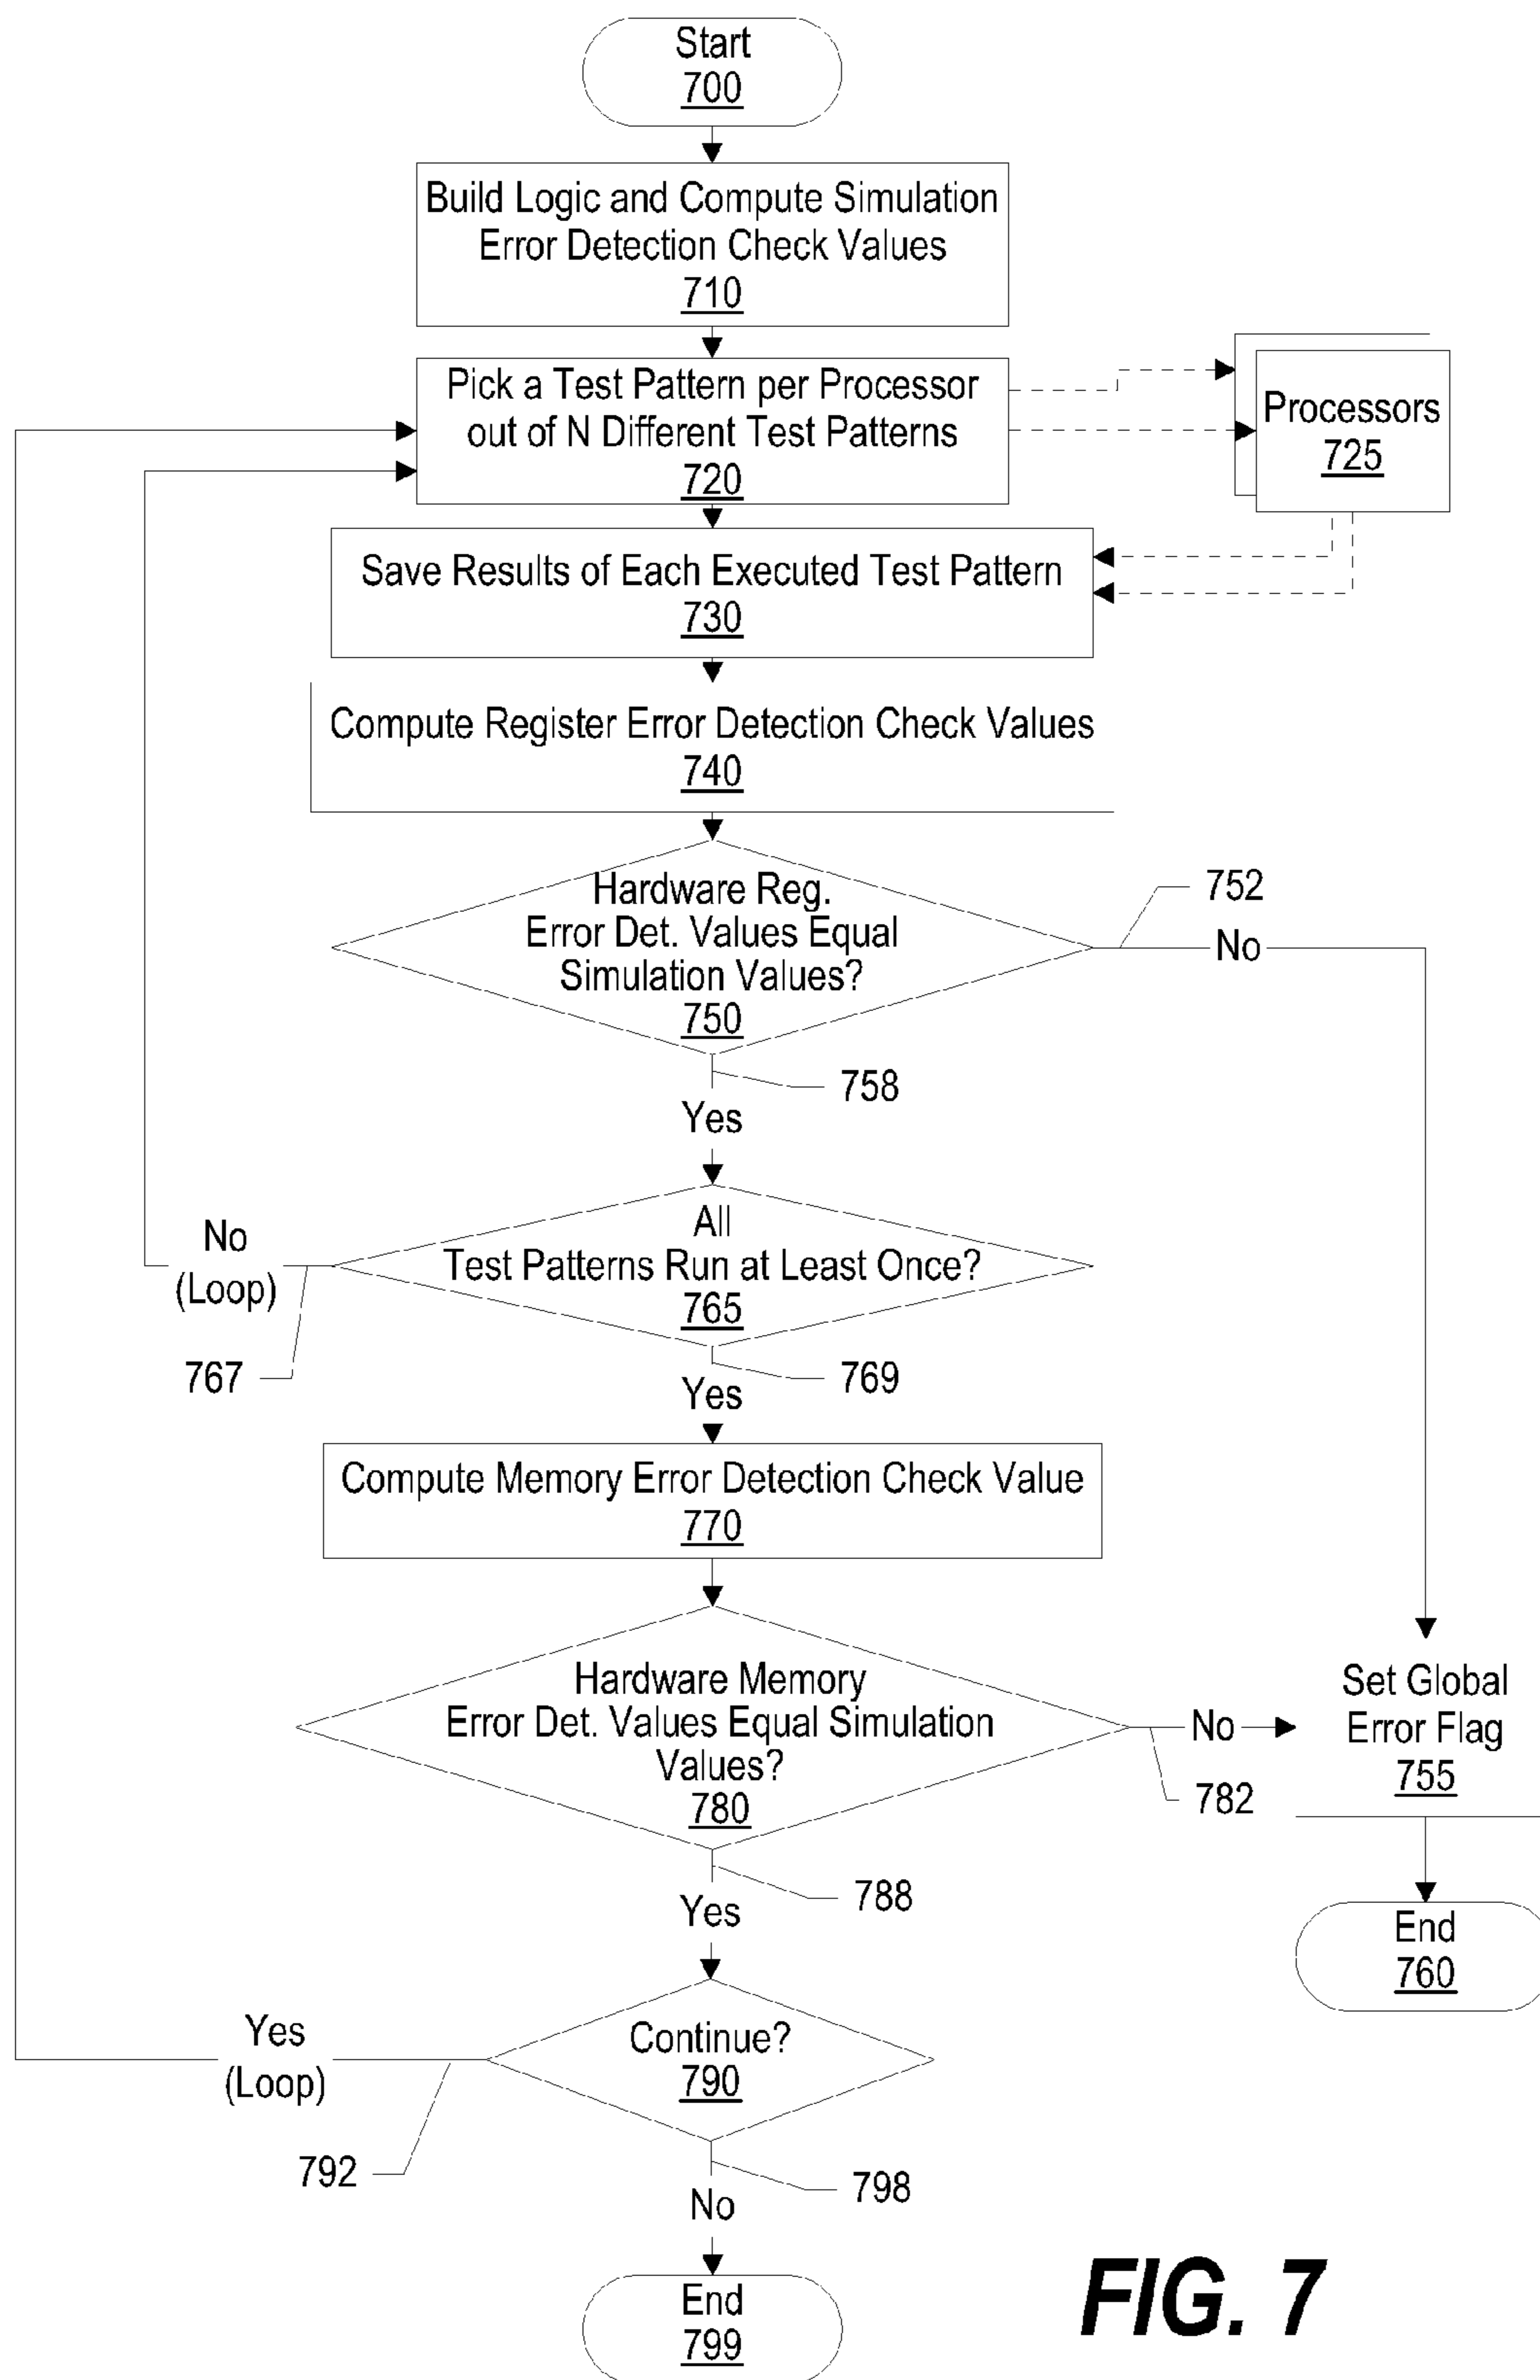 Start
700
Build Logic and Compute Simulation
Error Detection Check Values
710
Pick a Test Pattern per Processor
out of N Different Test Patterns
720
Processors
725
Save Results of Each Executed Test Pattern
730
Compute Register Error Detection Check Values
740
Hardware Reg.
Error Det. Values Equal
Simulation Values?
750
752
No
758
Yes
All
Test Patterns Run at Least Once?
765
No
(Loop)
767
769
Yes
Compute Memory Error Detection Check Value
770
Hardware Memory
Error Det. Values Equal Simulation
Values?
780
No
782
Set Global
Error Flag
755
End
760
788
Yes
Continue?
790
Yes
(Loop)
792
798
No
End
799
FIG. 7